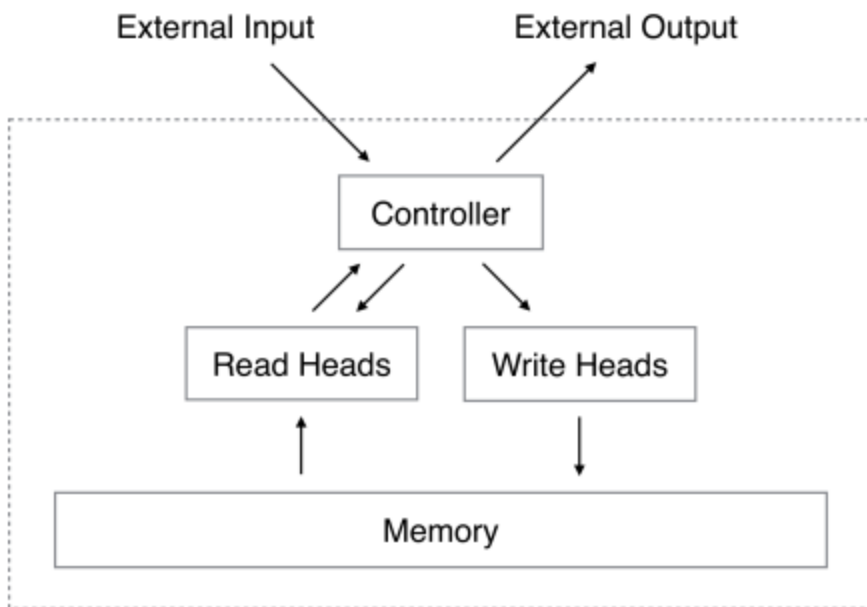 External Input
External Output
Controller
Read Heads
Write Heads
Memory